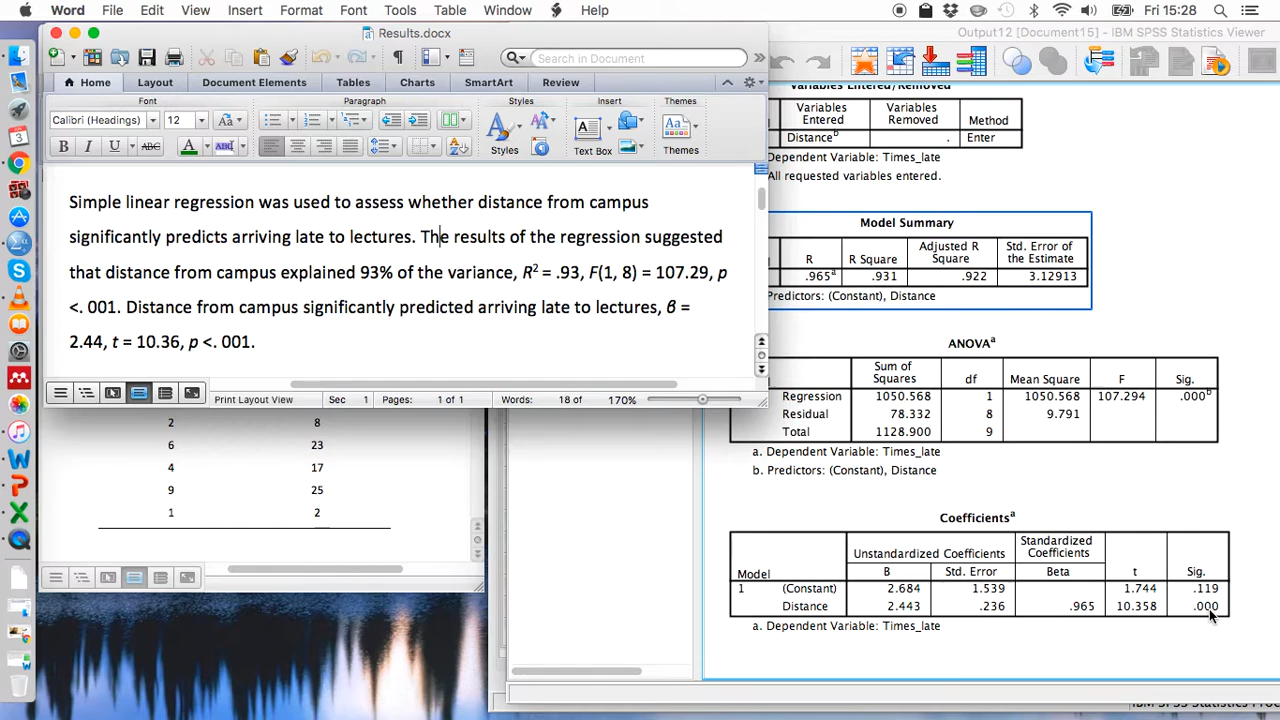 Word File Edit View Insert Format Font Tools Table Window Help Fri 15:28
Results.docx
Output12 [Document15] - IBM SPSS Statistics Viewer
Search in Document
Home Layout Document Elements Tables Charts SmartArt Review
Font Paragraph Styles Insert Themes
Calibri (Headings) 12 Aa
B I U ABC A ABC Styles A Text Box Aa Themes
Simple linear regression was used to assess whether distance from campus
significantly predicts arriving late to lectures. The results of the regression suggested
that distance from campus explained 93% of the variance, R² = .93, F(1, 8) = 107.29, p
<. 001. Distance from campus significantly predicted arriving late to lectures, β =
2.44, t = 10.36, p <. 001.
Print Layout View Sec 1 Pages: 1 of 1 Words: 18 of 71 170%
2 8
6 23
4 17
9 25
1 2
Variables Entered/Removed
Variables Entered Variables Removed Method
Distanceᵇ . Enter
Dependent Variable: Times_late
All requested variables entered.
Model Summary
R R Square Adjusted R Square Std. Error of the Estimate
.965ᵃ .931 .922 3.12913
Predictors: (Constant), Distance
ANOVAᵃ
Sum of Squares df Mean Square F Sig.
Regression 1050.568 1 1050.568 107.294 .000ᵇ
Residual 78.332 8 9.791
Total 1128.900 9
a. Dependent Variable: Times_late
b. Predictors: (Constant), Distance
Coefficientsᵃ
Unstandardized Coefficients Standardized Coefficients
Model B Std. Error Beta t Sig.
1 (Constant) 2.684 1.539 1.744 .119
Distance 2.443 .236 .965 10.358 .000
a. Dependent Variable: Times_late